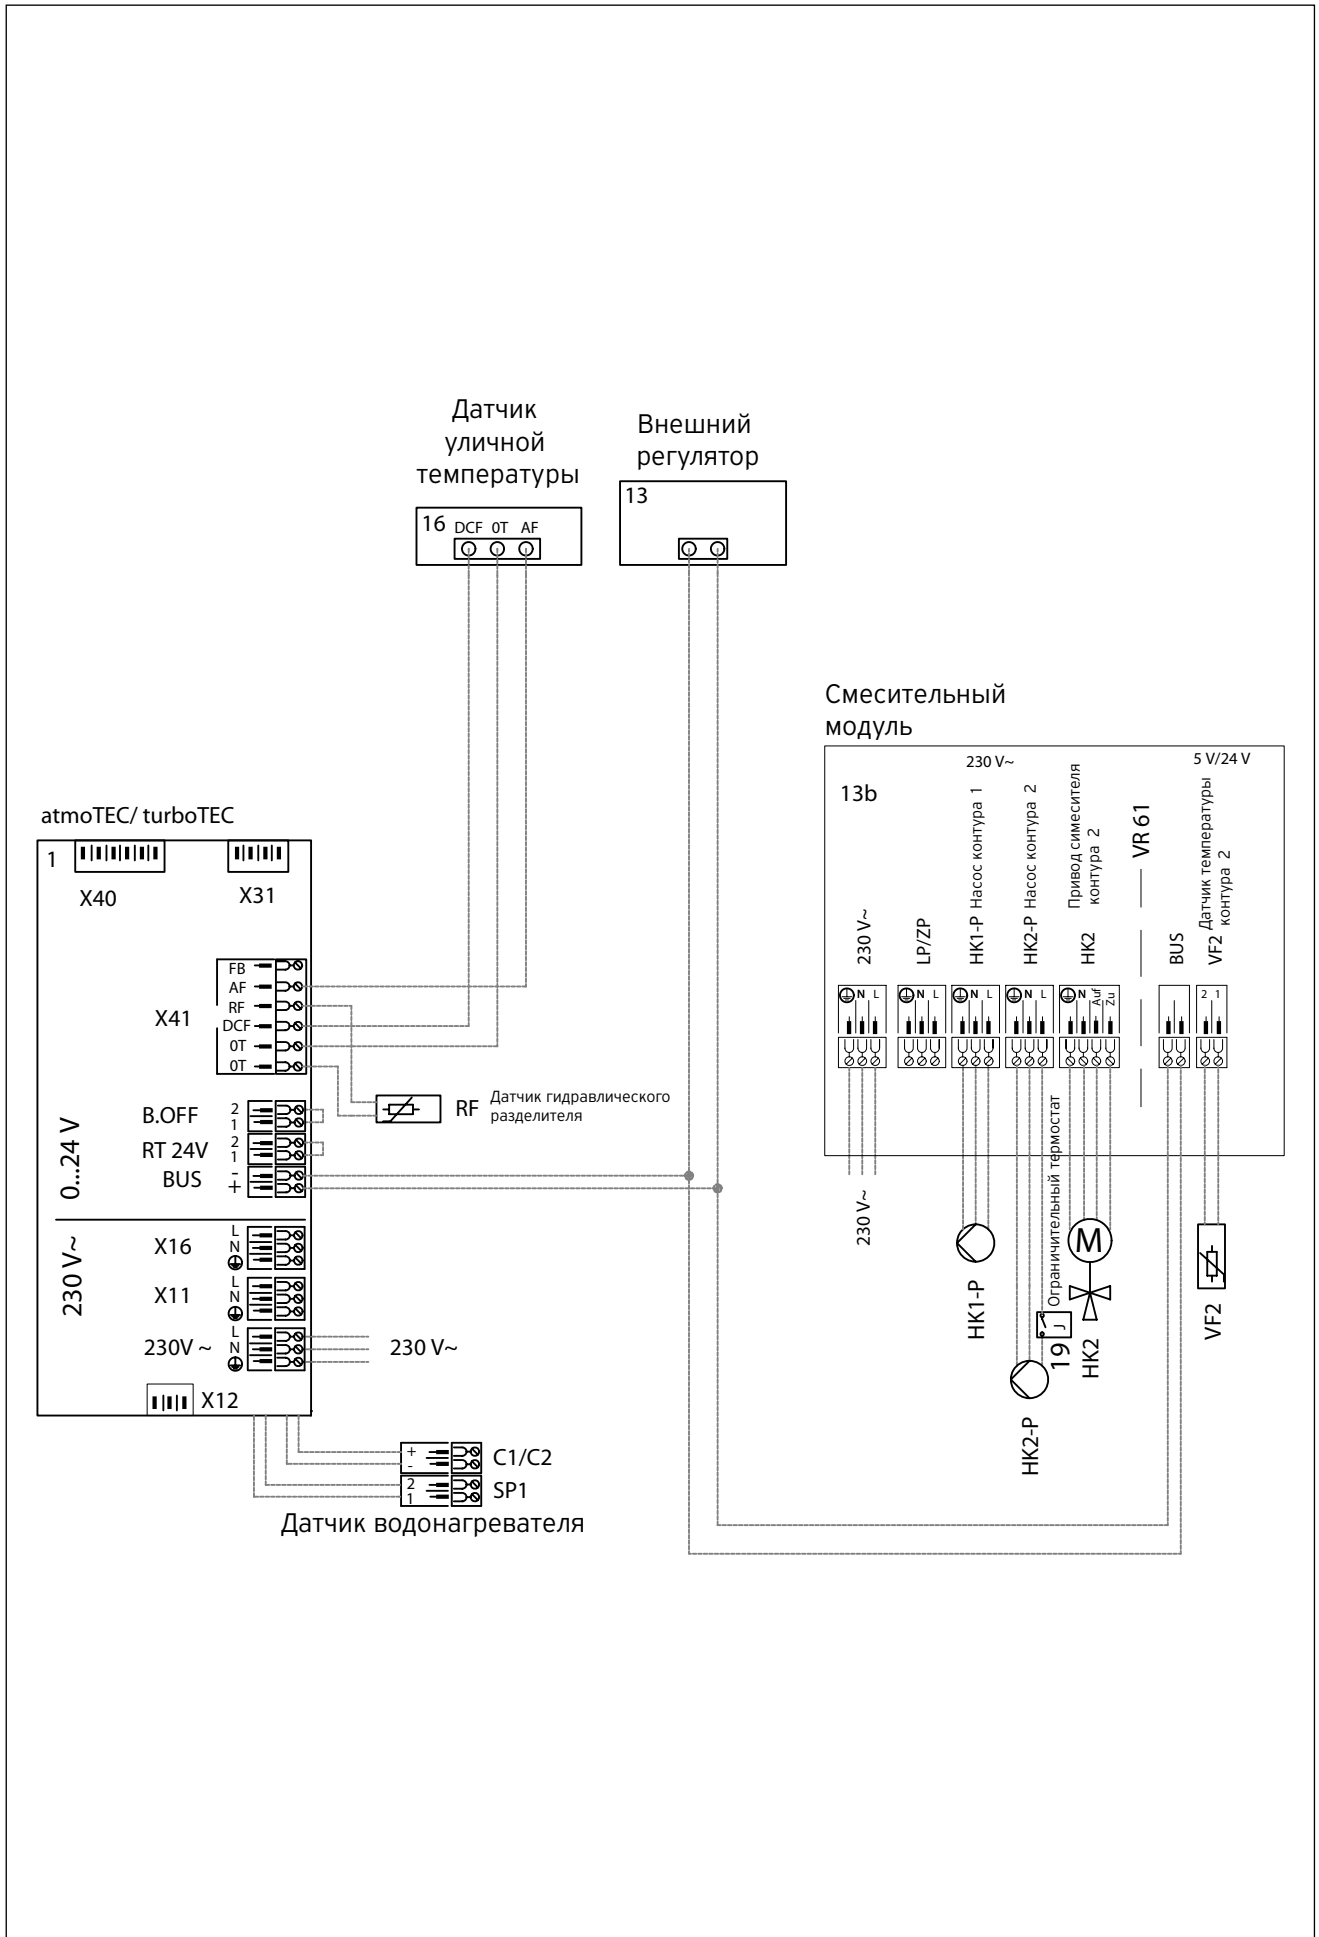 Датчик
уличной
температуры
Внешний
регулятор
16 DCF 0T AF
13
Смесительный
модуль
13b
230 V~
5 V/24 V
230 V~
LP/ZP
HK1-P Насос контура 1
HK2-P Насос контура 2
HK2
Привод симесителя
контура 2
VR 61
BUS
VF2
Датчик температуры
контура 2
N L
N L
N L
N L
N Auf Zu
2 1
230 V~
HK1-P
HK2-P
Ограничительный термостат
19
J
M
HK2
VF2
atmoTEC/ turboTEC
1
X40
X31
X41
FB
AF
RF
DCF
0T
0T
RF
Датчик гидравлического
разделителя
0...24 V
B.OFF
2
1
RT 24V
2
1
BUS
-
+
230 V~
X16
L
N
X11
L
N
230V ~
L
N
230 V~
X12
+
-
C1/C2
2
1
SP1
Датчик водонагревателя